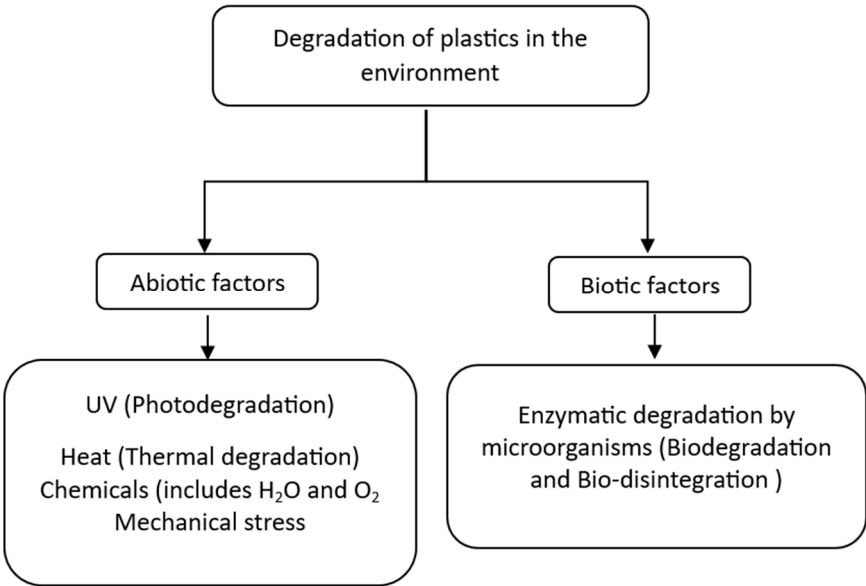 Degradation of plastics in the
environment
Abiotic factors
Biotic factors
UV (Photodegradation)
Heat (Thermal degradation)
Chemicals (includes H₂O and O₂
Mechanical stress
Enzymatic degradation by
microorganisms (Biodegradation
and Bio-disintegration )